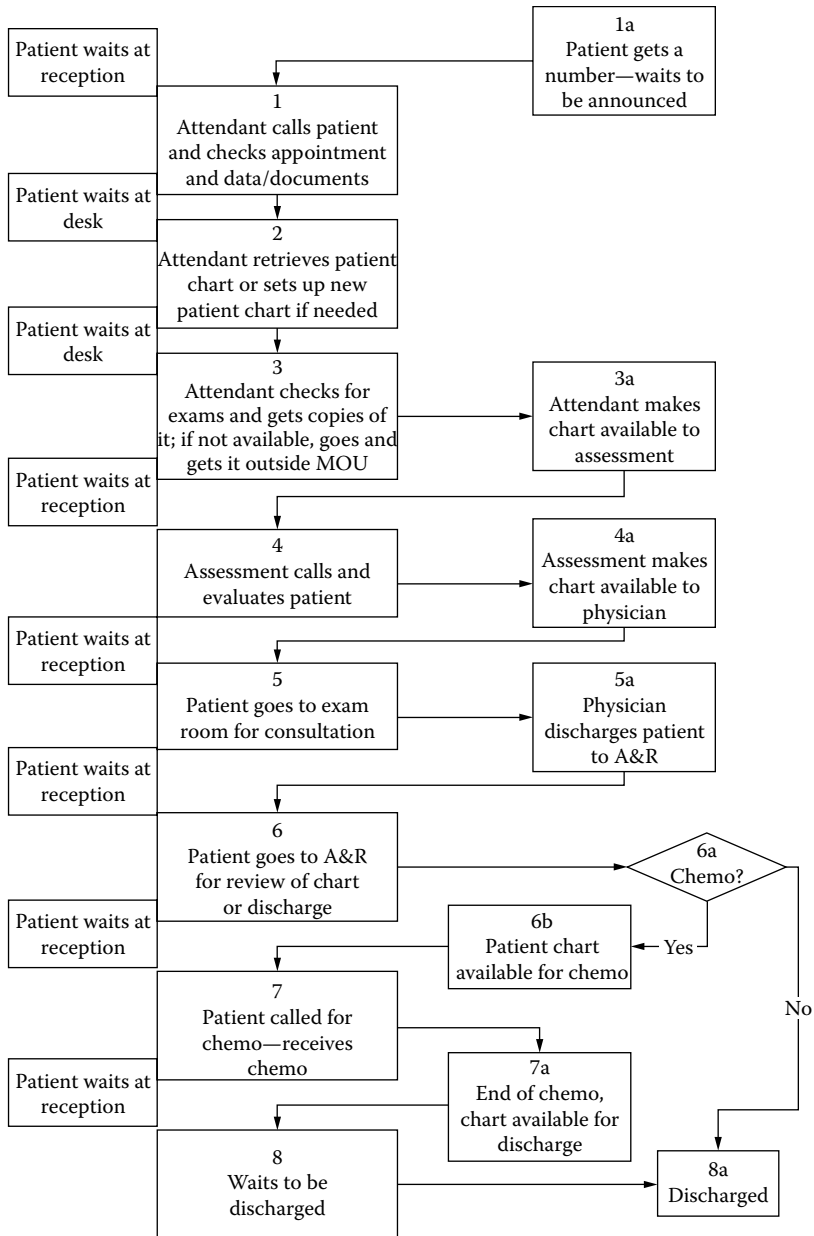 Patient waits at
reception
1a
Patient gets a
number—waits to
be announced
1
Attendant calls patient
and checks appointment
and data/documents
Patient waits at
desk
2
Attendant retrieves patient
chart or sets up new
patient chart if needed
Patient waits at
desk
3
Attendant checks for
exams and gets copies of
it; if not available, goes and
gets it outside MOU
3a
Attendant makes
chart available to
assessment
Patient waits at
reception
4
Assessment calls and
evaluates patient
4a
Assessment makes
chart available to
physician
Patient waits at
reception
5
Patient goes to exam
room for consultation
5a
Physician
discharges patient
to A&R
Patient waits at
reception
6
Patient goes to A&R
for review of chart
or discharge
6a
Chemo?
Patient waits at
reception
6b
Patient chart
available for chemo
Yes
No
7
Patient called for
chemo—receives
chemo
Patient waits at
reception
7a
End of chemo,
chart available for
discharge
8
Waits to be
discharged
8a
Discharged